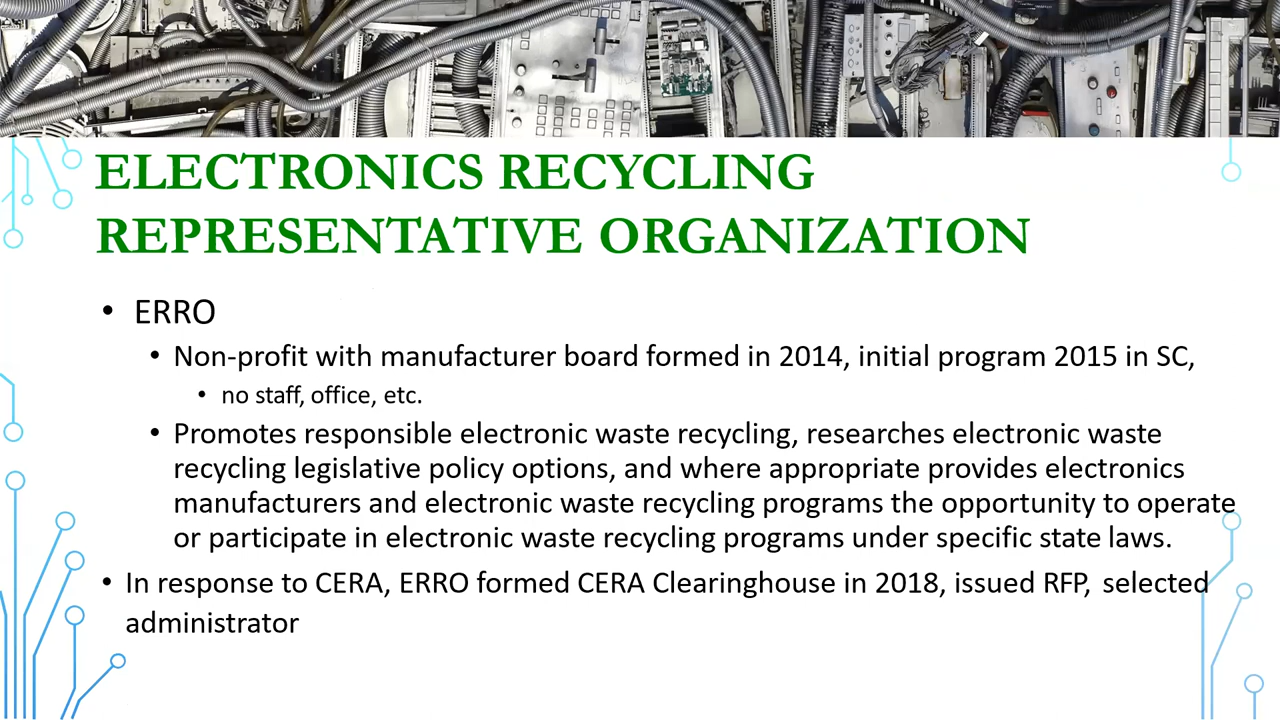 ELECTRONICS RECYCLING
REPRESENTATIVE ORGANIZATION
• ERRO
• Non-profit with manufacturer board formed in 2014, initial program 2015 in SC,
• no staff, office, etc.
• Promotes responsible electronic waste recycling, researches electronic waste
recycling legislative policy options, and where appropriate provides electronics
manufacturers and electronic waste recycling programs the opportunity to operate
or participate in electronic waste recycling programs under specific state laws.
• In response to CERA, ERRO formed CERA Clearinghouse in 2018, issued RFP, selected
administrator